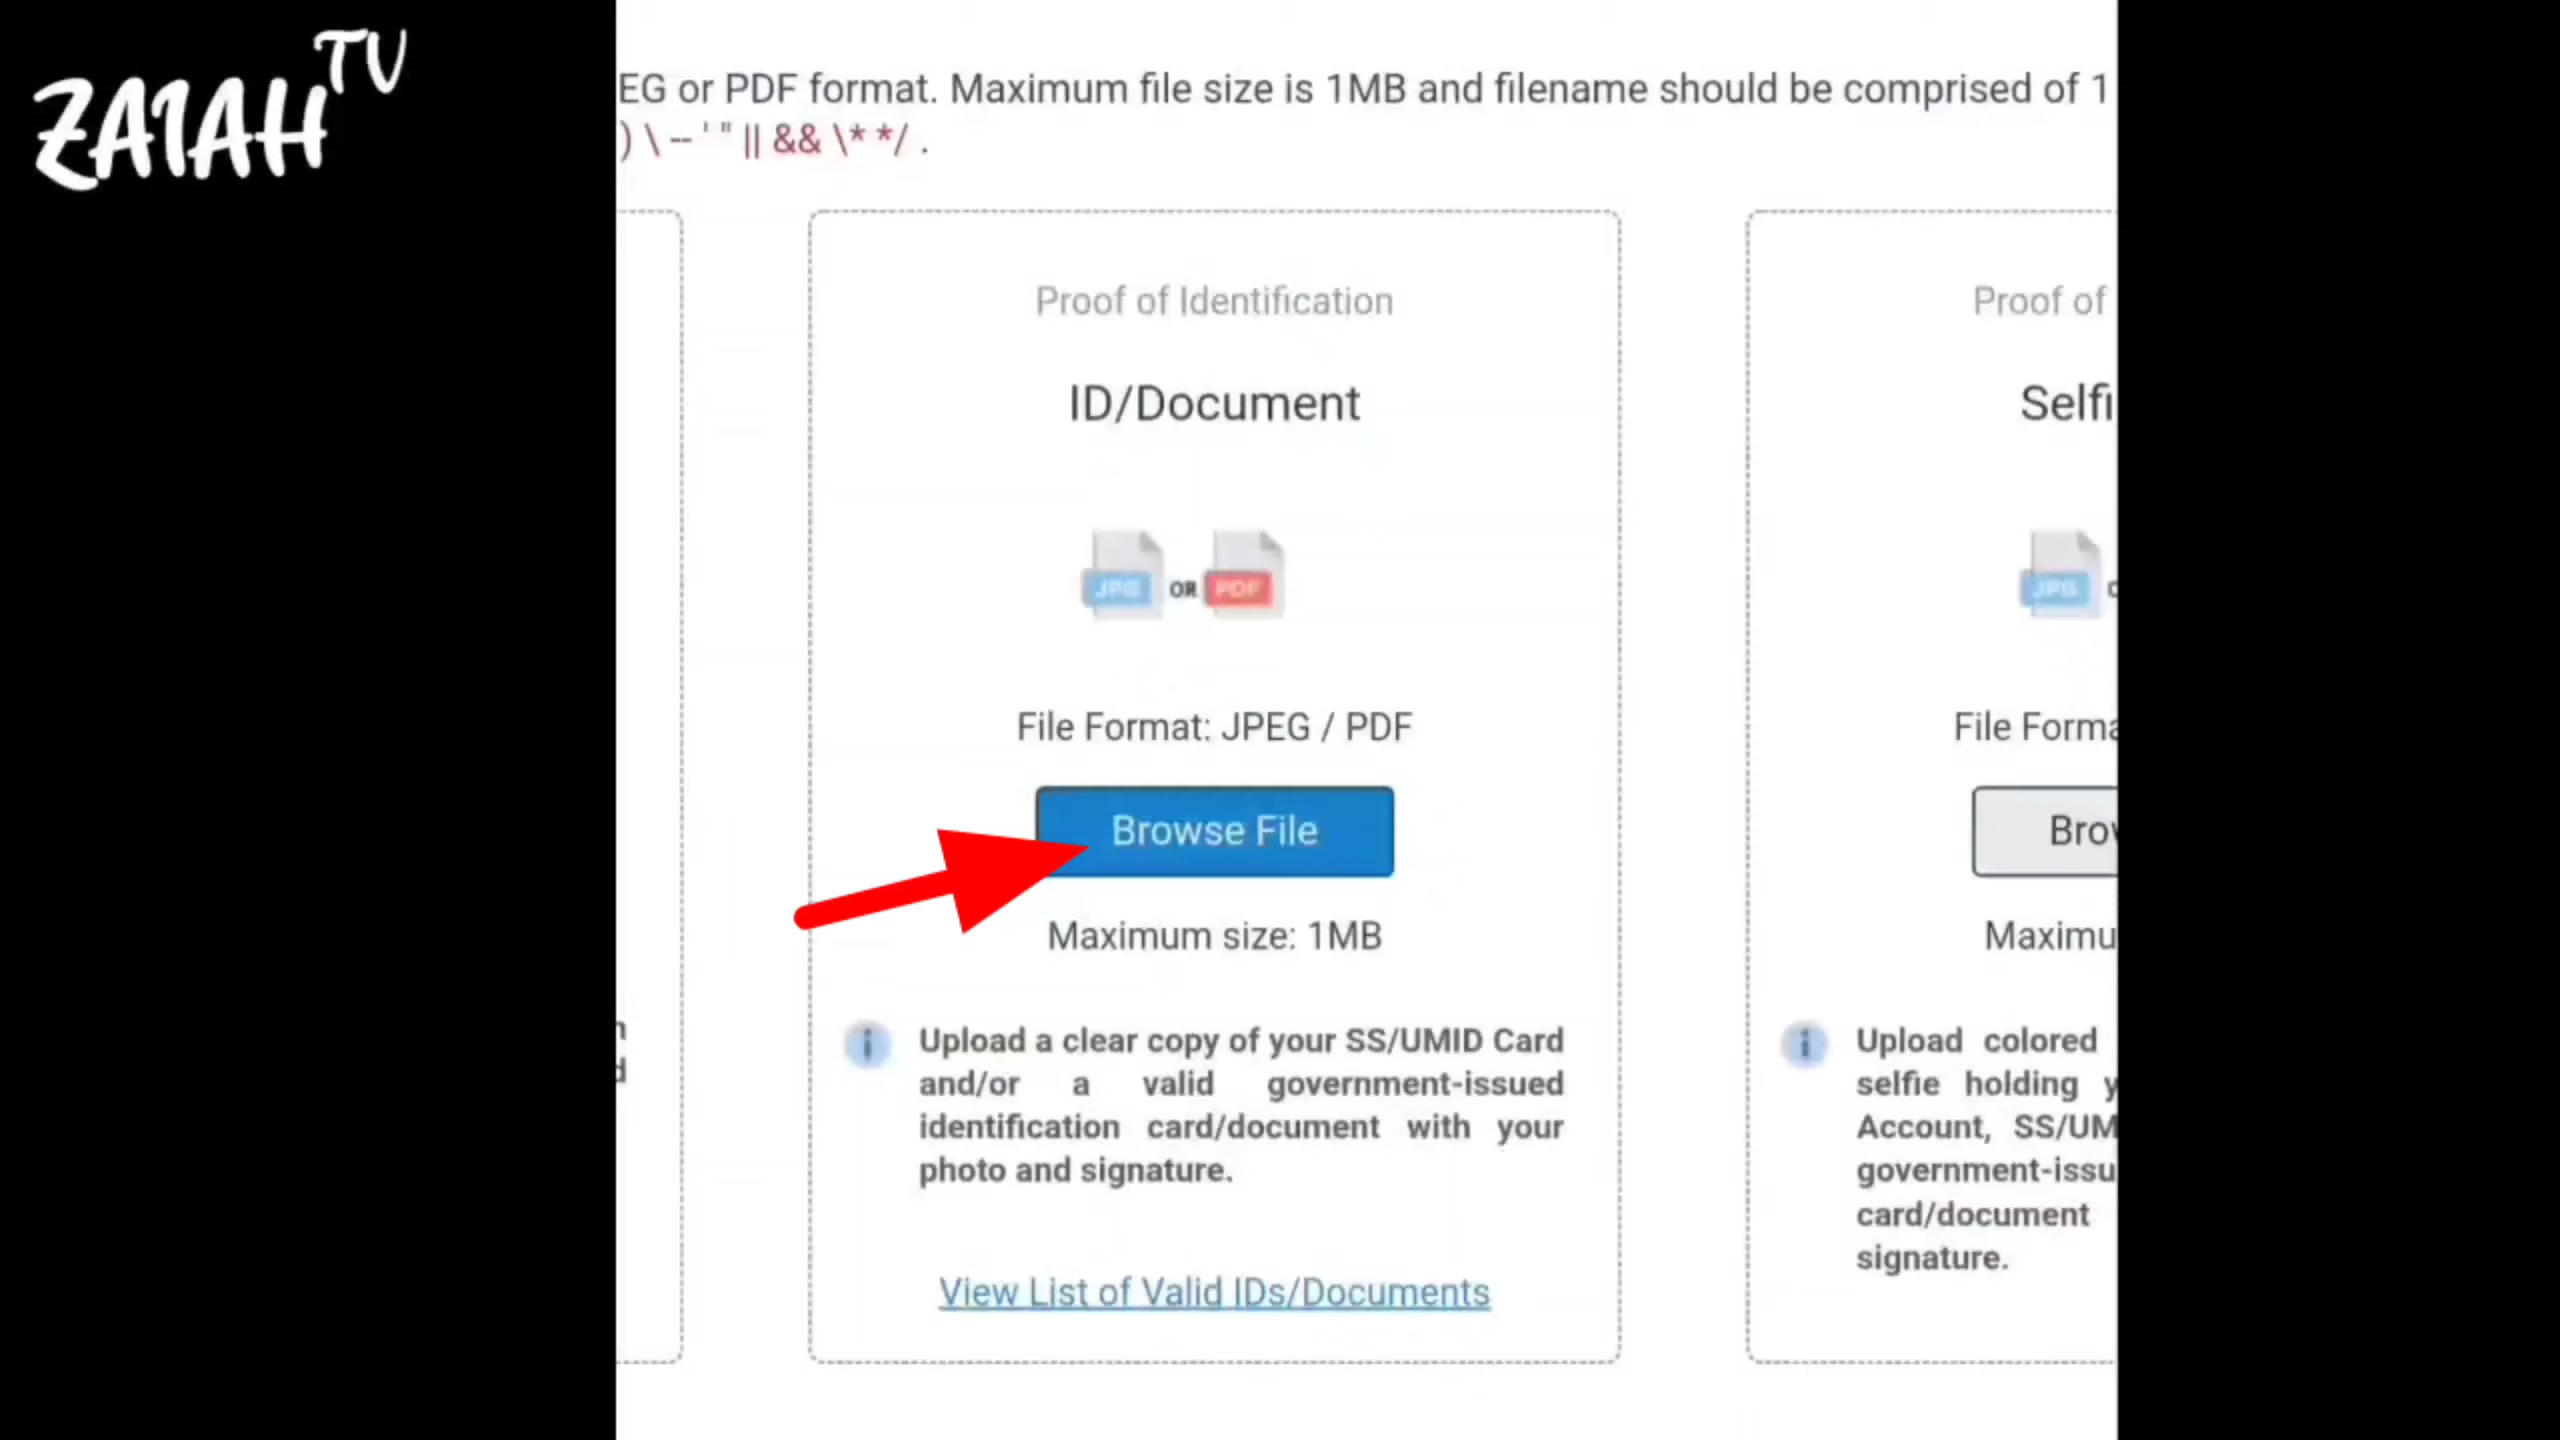 ZAIAH TV
EG or PDF format. Maximum file size is 1MB and filename should be comprised of 1
) \ -- ' " || && \* */ .
Proof of Identification
ID/Document
JPG OR PDF
File Format: JPEG / PDF
Browse File
Maximum size: 1MB
Upload a clear copy of your SS/UMID Card
and/or a valid government-issued
identification card/document with your
photo and signature.
View List of Valid IDs/Documents
Proof of
Selfi
JPG
File Forma
Brow
Maximu
Upload colored
selfie holding y
Account, SS/UM
government-issu
card/document
signature.